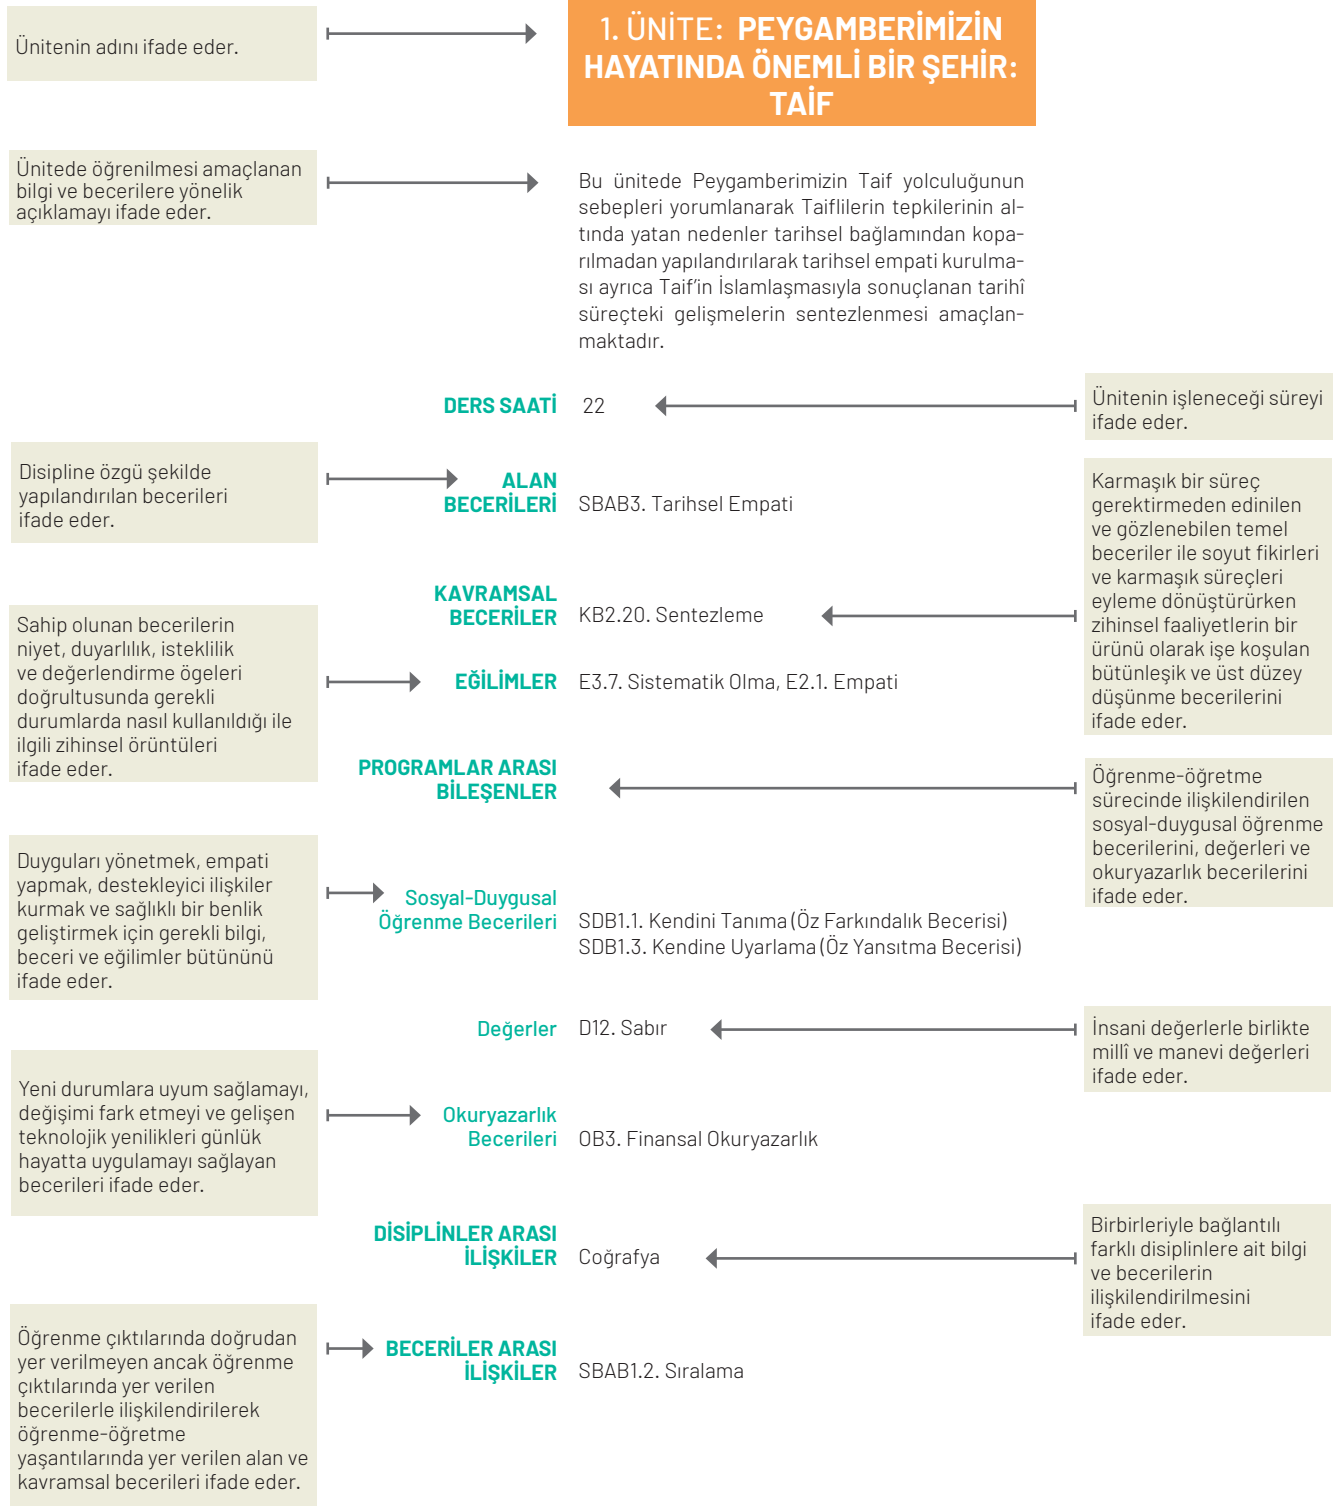 Ünitenin adını ifade eder.
1. ÜNİTE: PEYGAMBERİMİZİN
HAYATINDA ÖNEMLİ BİR ŞEHİR:
TAİF
Ünitede öğrenilmesi amaçlanan
bilgi ve becerilere yönelik
açıklamayı ifade eder.
Bu ünitede Peygamberimizin Taif yolculuğunun
sebepleri yorumlanarak Taiflilerin tepkilerinin al-
tında yatan nedenler tarihsel bağlamından kopa-
rılmadan yapılandırılarak tarihsel empati kurulma-
sı ayrıca Taif’in İslamlaşmasıyla sonuçlanan tarihî
süreçteki gelişmelerin sentezlenmesi amaçlan-
maktadır.
DERS SAATİ 22
Ünitenin işleneceği süreyi
ifade eder.
Disipline özgü şekilde
yapılandırılan becerileri
ifade eder.
ALAN
BECERİLERİ SBAB3. Tarihsel Empati
Karmaşık bir süreç
gerektirmeden edinilen
ve gözlenebilen temel
beceriler ile soyut fikirleri
ve karmaşık süreçleri
eyleme dönüştürürken
zihinsel faaliyetlerin bir
ürünü olarak işe koşulan
bütünleşik ve üst düzey
düşünme becerilerini
ifade eder.
KAVRAMSAL
BECERİLER KB2.20. Sentezleme
Sahip olunan becerilerin
niyet, duyarlılık, isteklilik
ve değerlendirme ögeleri
doğrultusunda gerekli
durumlarda nasıl kullanıldığı ile
ilgili zihinsel örüntüleri
ifade eder.
EĞİLİMLER E3.7. Sistematik Olma, E2.1. Empati
PROGRAMLAR ARASI
BİLEŞENLER
Öğrenme-öğretme
sürecinde ilişkilendirilen
sosyal-duygusal öğrenme
becerilerini, değerleri ve
okuryazarlık becerilerini
ifade eder.
Duyguları yönetmek, empati
yapmak, destekleyici ilişkiler
kurmak ve sağlıklı bir benlik
geliştirmek için gerekli bilgi,
beceri ve eğilimler bütününü
ifade eder.
Sosyal-Duygusal
Öğrenme Becerileri SDB1.1. Kendini Tanıma (Öz Farkındalık Becerisi)
SDB1.3. Kendine Uyarlama (Öz Yansıtma Becerisi)
Değerler D12. Sabır
İnsani değerlerle birlikte
millî ve manevi değerleri
ifade eder.
Yeni durumlara uyum sağlamayı,
değişimi fark etmeyi ve gelişen
teknolojik yenilikleri günlük
hayatta uygulamayı sağlayan
becerileri ifade eder.
Okuryazarlık
Becerileri OB3. Finansal Okuryazarlık
DİSİPLİNLER ARASI
İLİŞKİLER Coğrafya
Birbirleriyle bağlantılı
farklı disiplinlere ait bilgi
ve becerilerin
ilişkilendirilmesini
ifade eder.
Öğrenme çıktılarında doğrudan
yer verilmeyen ancak öğrenme
çıktılarında yer verilen
becerilerle ilişkilendirilerek
öğrenme-öğretme
yaşantılarında yer verilen alan ve
kavramsal becerileri ifade eder.
BECERİLER ARASI
İLİŞKİLER SBAB1.2. Sıralama